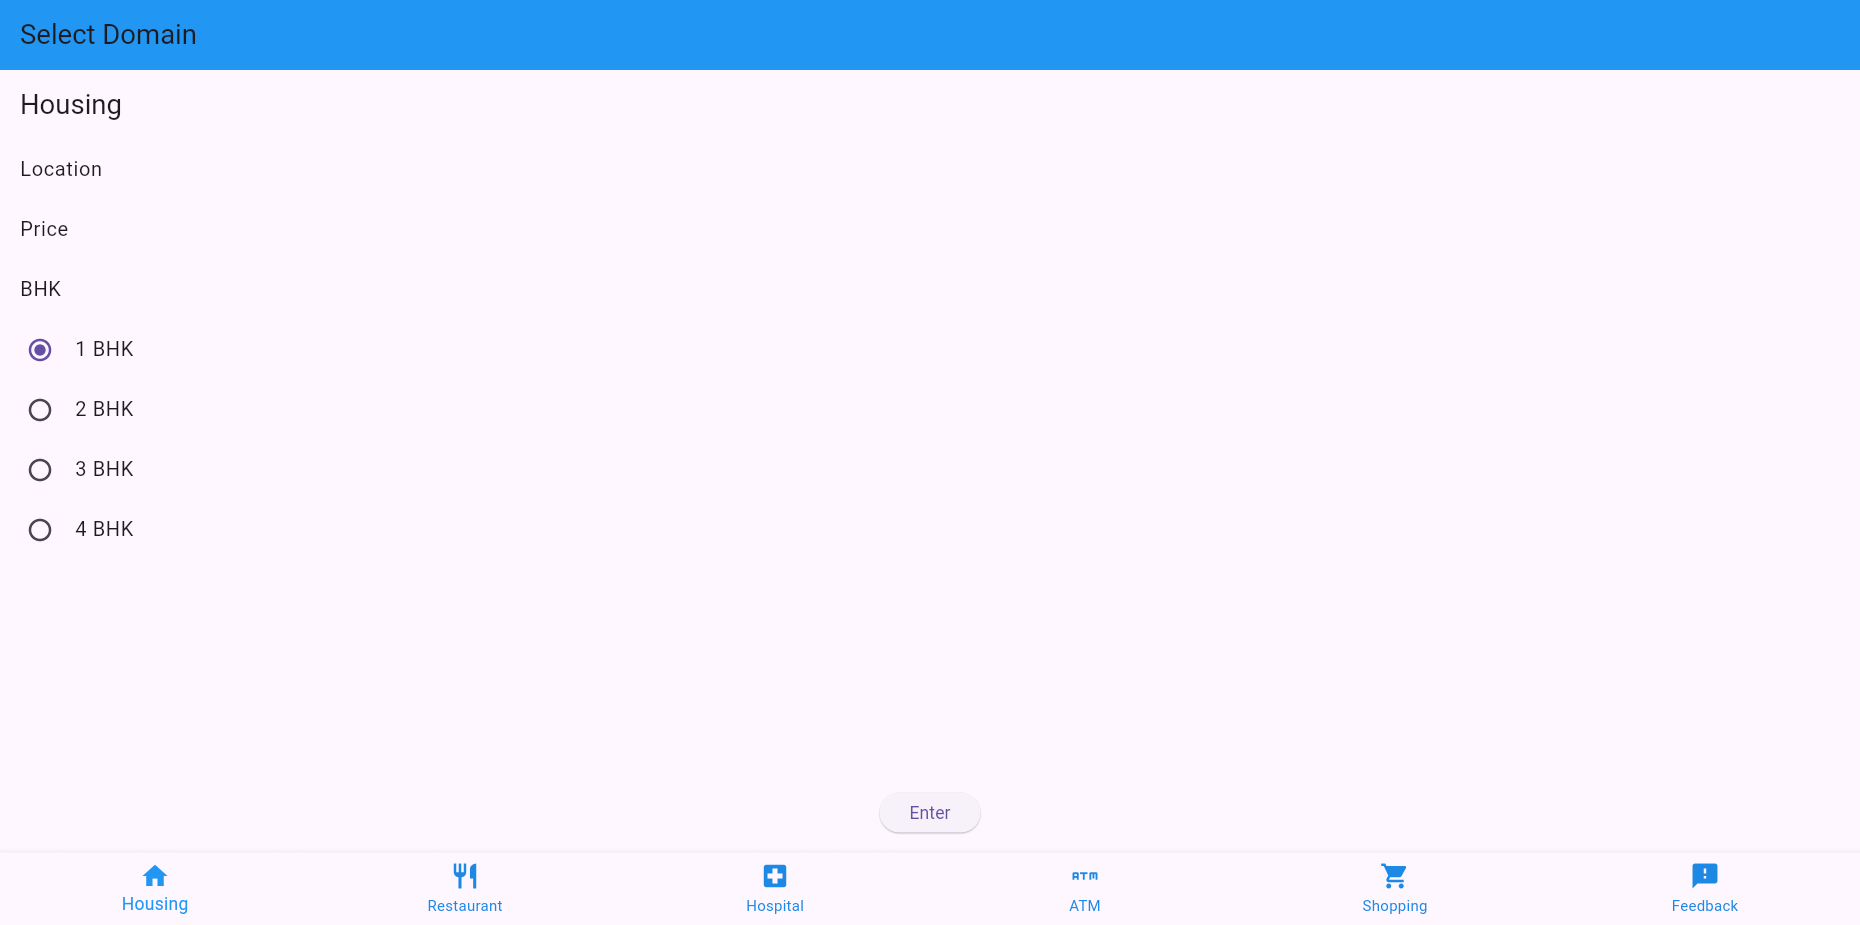 Select Domain
Housing
Location
Price
BHK
1 BHK
2 BHK
3 BHK
4 BHK
Enter
ATM
Housing
Restaurant
Hospital
ATM
Shopping
Feedback